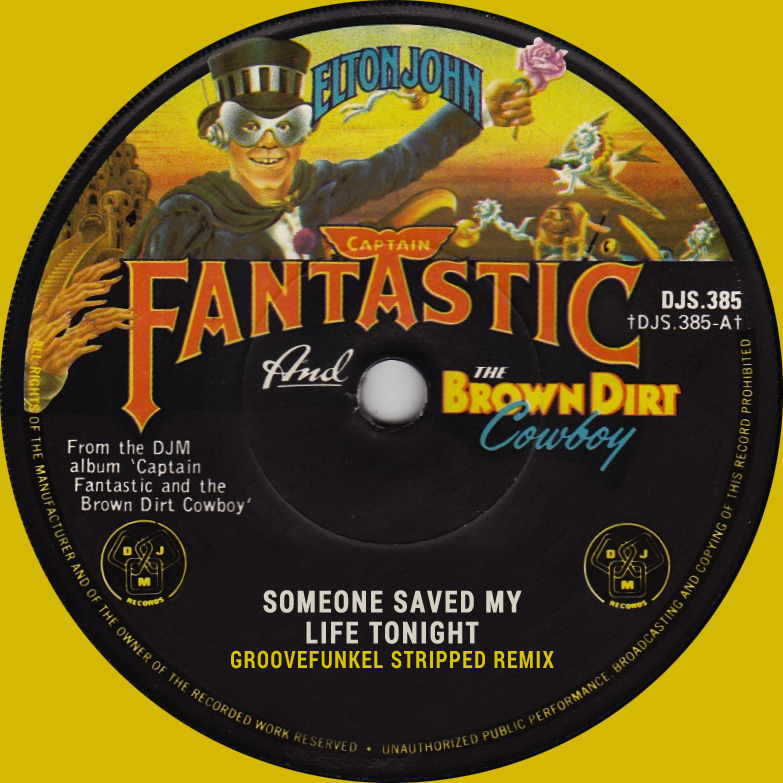 ELTON JOHN
CAPTAIN
FANTASTIC
And
THE
BROWN DIRT
Cowboy
DJS.385
†DJS.385-A†
From the DJM
album 'Captain
Fantastic and the
Brown Dirt Cowboy'
D J
M
RECORDS
D J
M
RECORDS
SOMEONE SAVED MY
LIFE TONIGHT
GROOVEFUNKEL STRIPPED REMIX
ALL RIGHTS OF THE MANUFACTURER AND OF THE OWNER OF THE RECORDED WORK RESERVED • UNAUTHORIZED PUBLIC PERFORMANCE, BROADCASTING AND COPYING OF THIS RECORD PROHIBITED